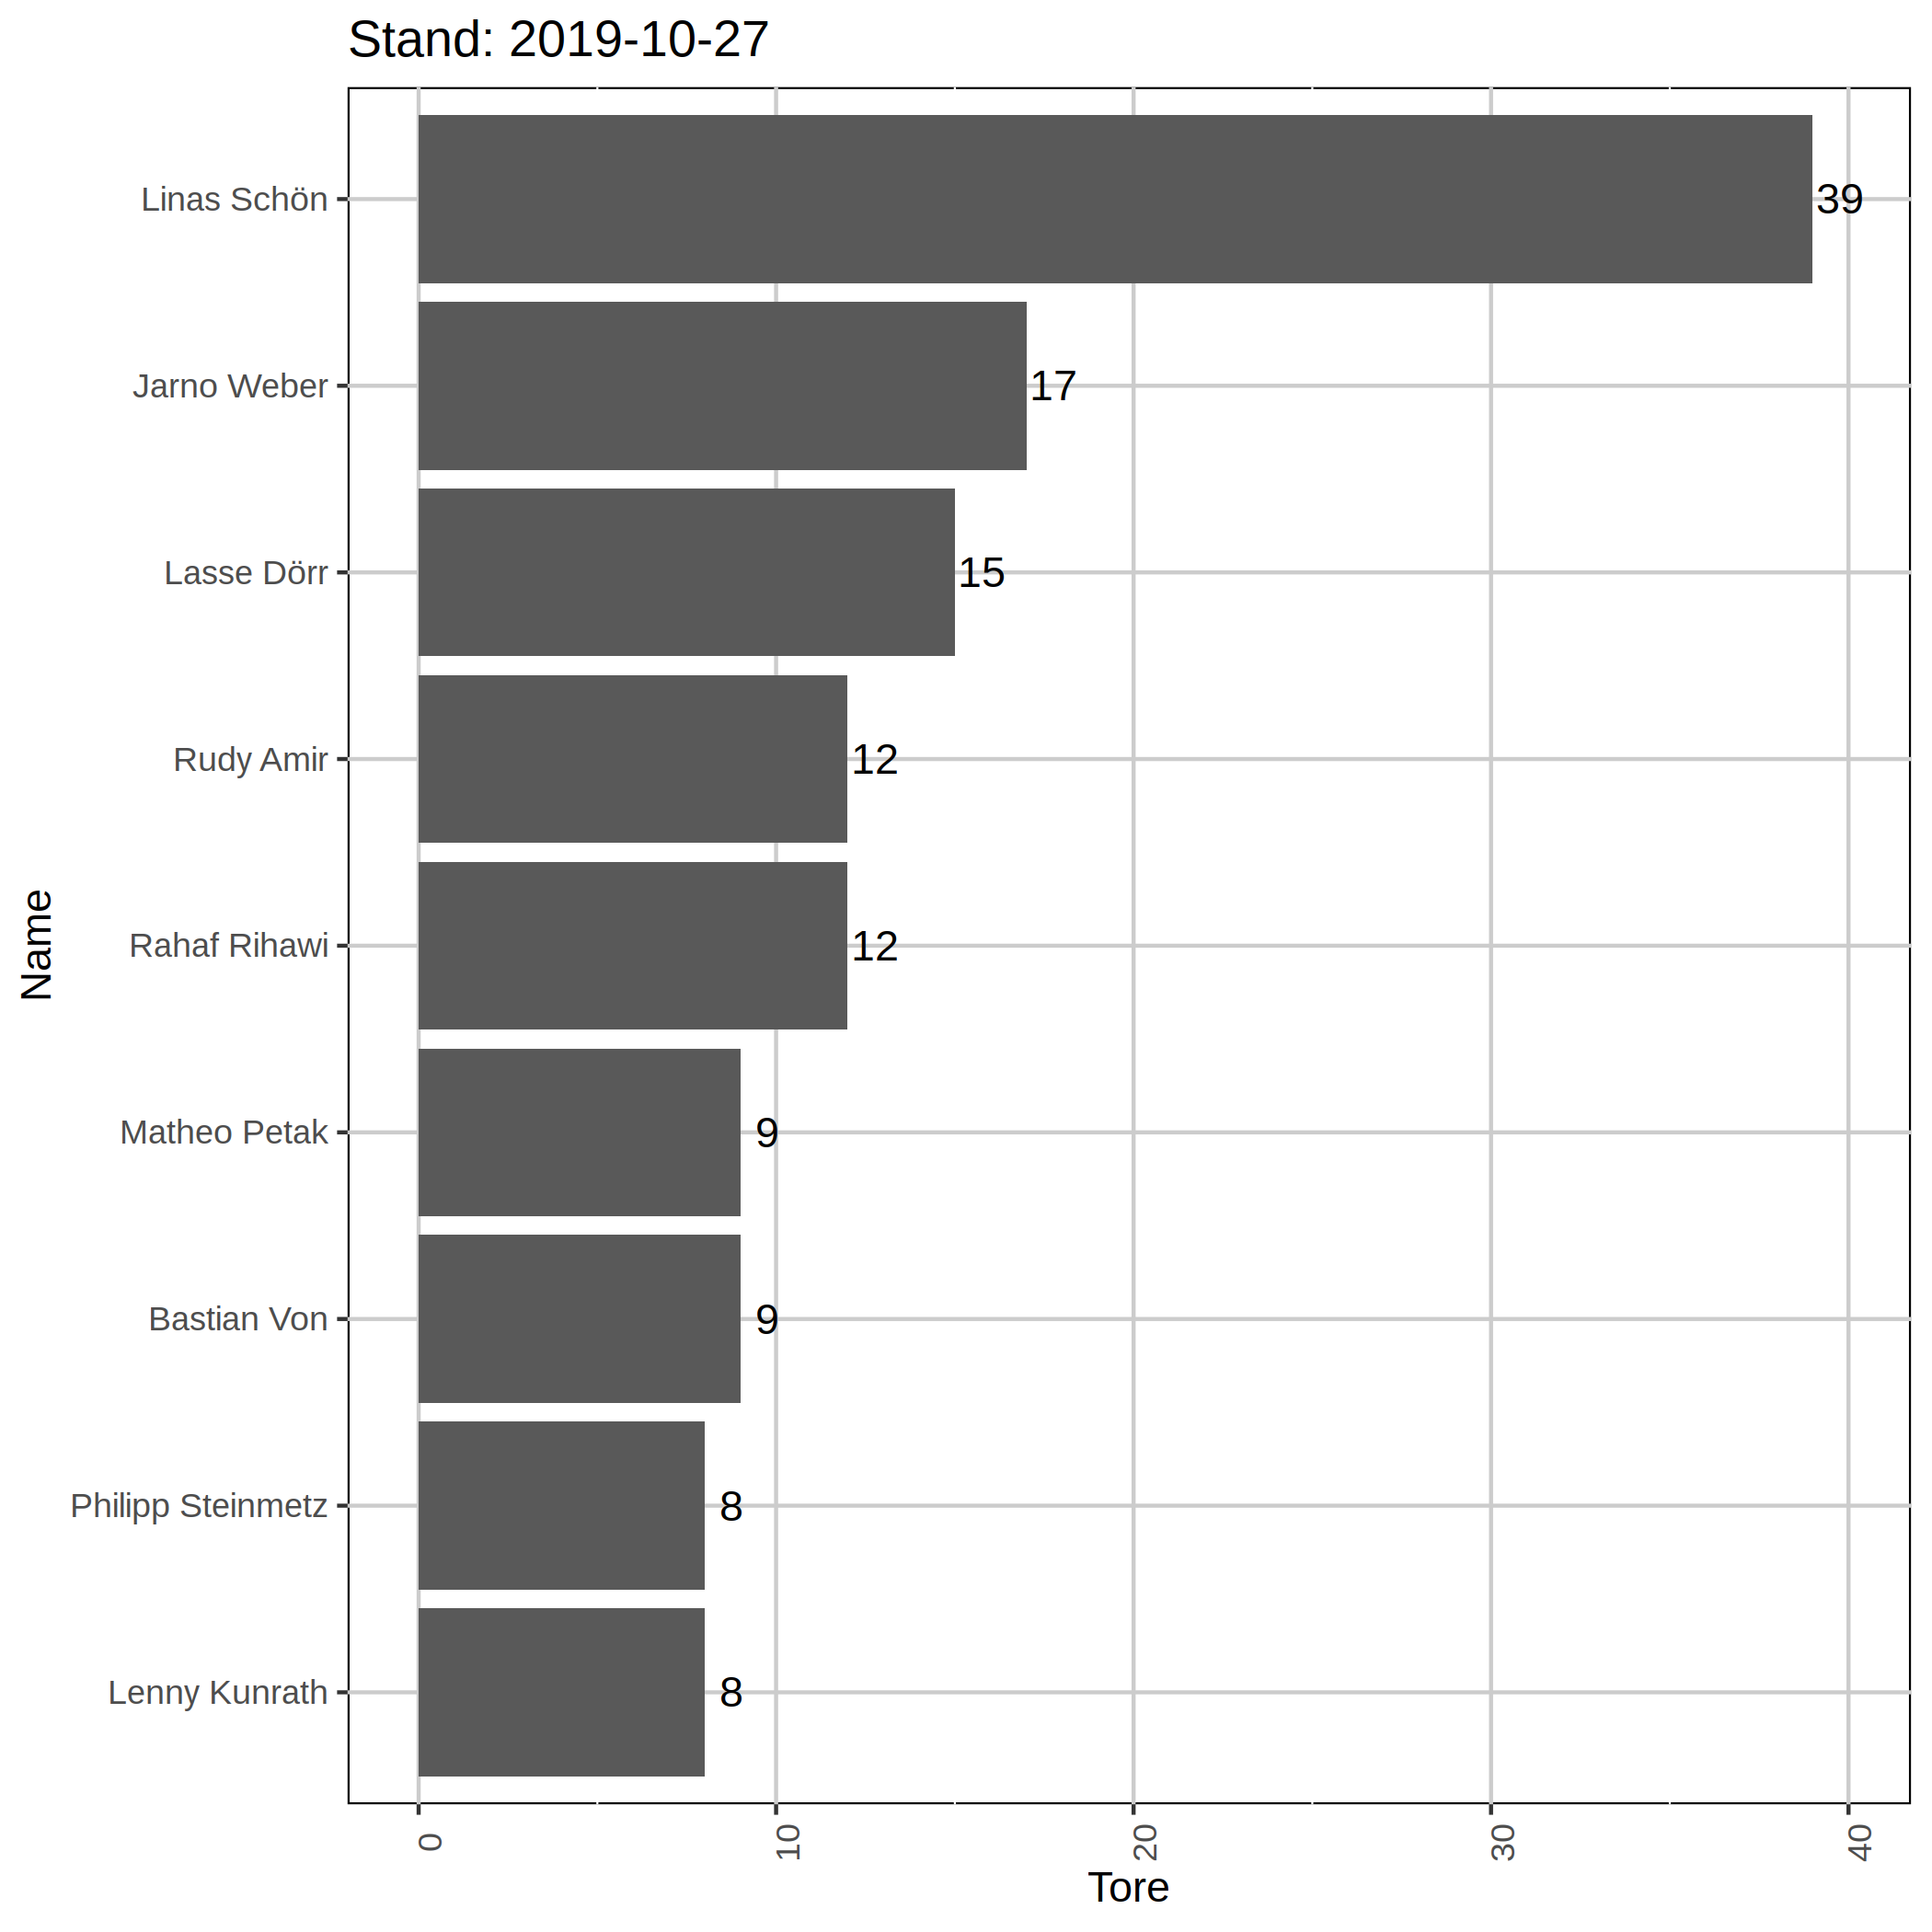 Stand: 2019-10-27
Name
Linas Schön 39
Jarno Weber 17
Lasse Dörr 15
Rudy Amir 12
Rahaf Rihawi 12
Matheo Petak 9
Bastian Von 9
Philipp Steinmetz 8
Lenny Kunrath 8
0 10 20 30 40
Tore